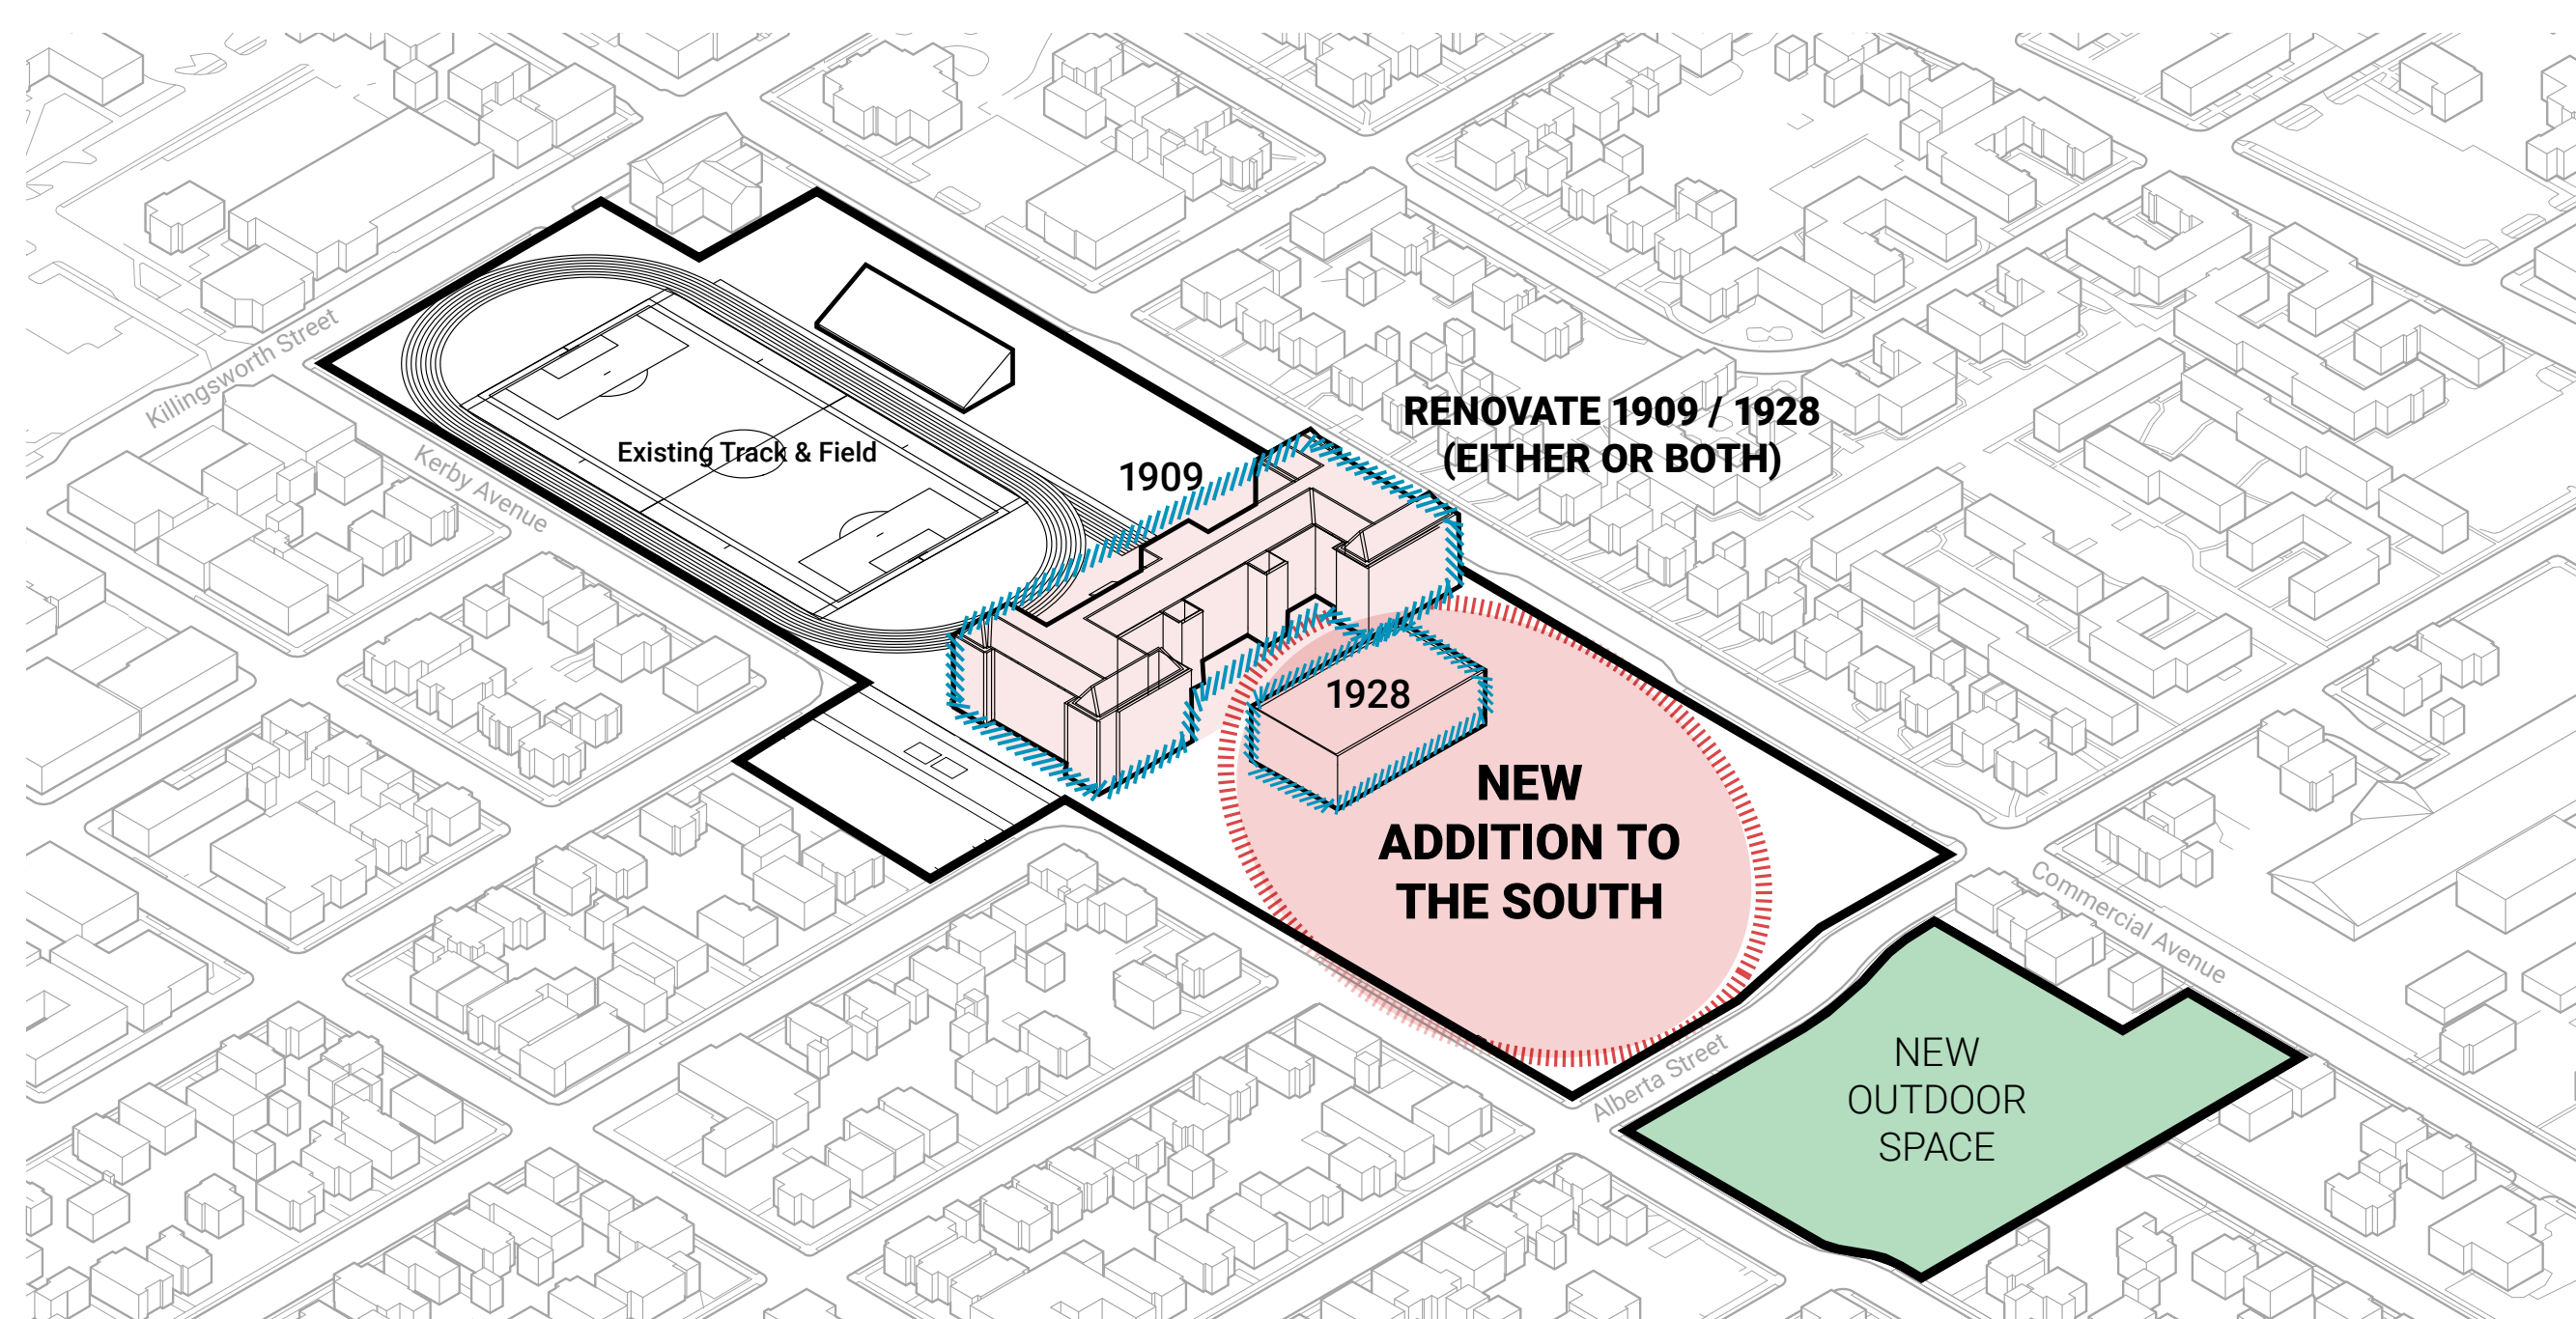 Killingsworth Street
Kerby Avenue
Existing Track & Field
1909
RENOVATE 1909 / 1928
(EITHER OR BOTH)
1928
NEW
ADDITION TO
THE SOUTH
Commercial Avenue
Alberta Street
NEW
OUTDOOR
SPACE